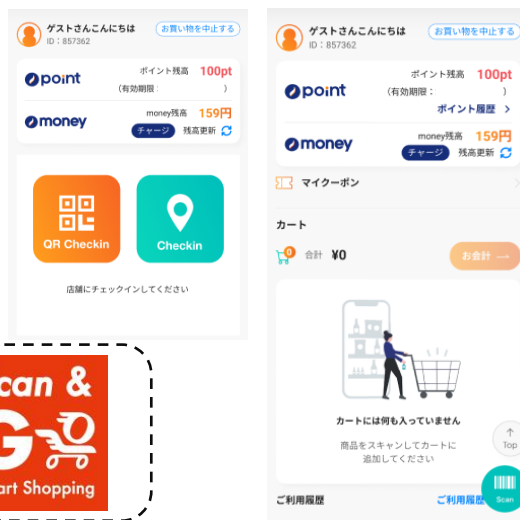 ゲストさんこんにちは
お買い物を中止する
ID：857362
point
ポイント残高 100pt
（有効期限： ）
money
money残高 159円
チャージ 残高更新
QR Checkin
Checkin
店舗にチェックインしてください
can &
G
art Shopping
ゲストさんこんにちは
お買い物を中止する
ID：857362
point
ポイント残高 100pt
（有効期限： ）
ポイント履歴
money
money残高 159円
チャージ 残高更新
マイクーポン
カート
0 合計 ¥0
お会計
カートには何も入っていません
商品をスキャンしてカートに
追加してください
Top
Scan
ご利用履歴
ご利用履歴